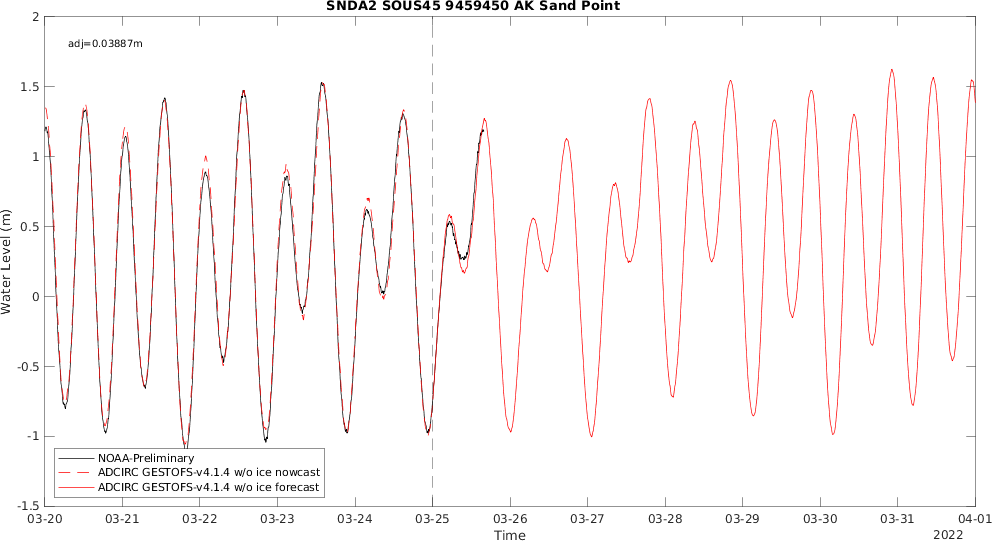 SNDA2 SOUS45 9459450 AK Sand Point
adj=0.03887m
Water Level (m)
2
1.5
1
0.5
0
-0.5
-1
-1.5
NOAA-Preliminary
ADCIRC GESTOFS-v4.1.4 w/o ice nowcast
ADCIRC GESTOFS-v4.1.4 w/o ice forecast
03-20 03-21 03-22 03-23 03-24 03-25 03-26 03-27 03-28 03-29 03-30 03-31 04-01
Time
2022